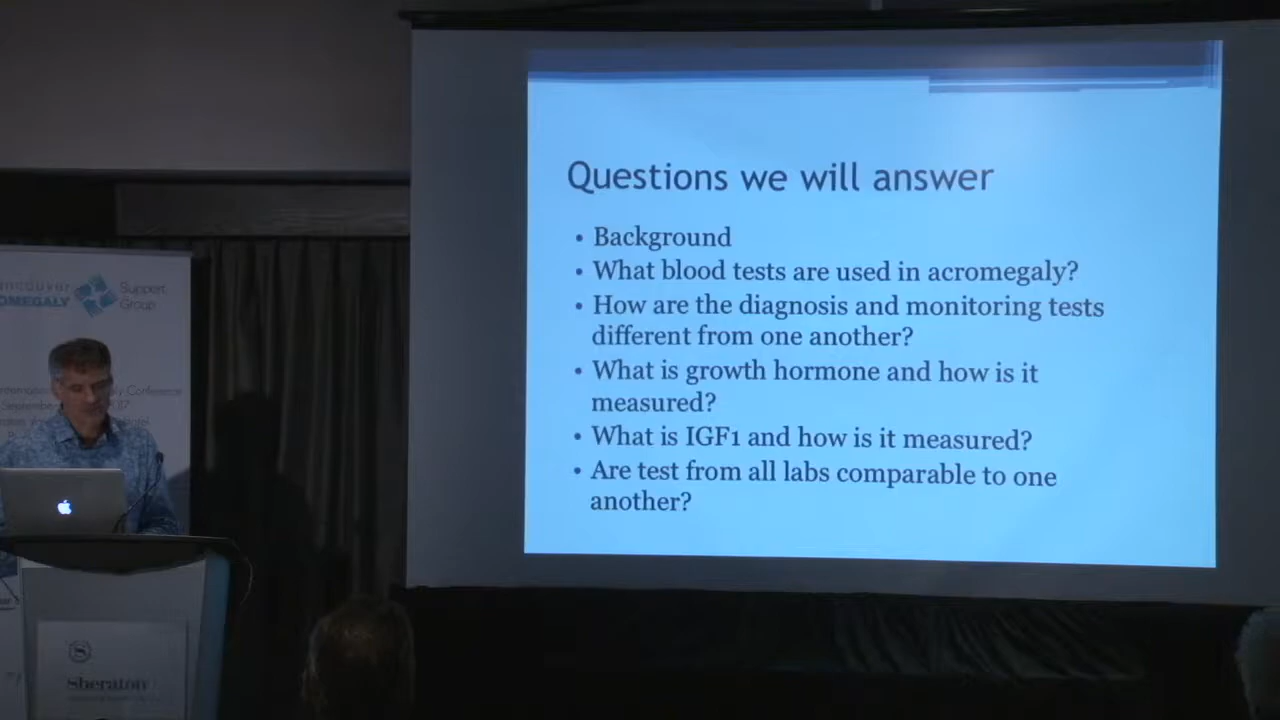 Questions we will answer
• Background
• What blood tests are used in acromegaly?
• How are the diagnosis and monitoring tests
different from one another?
• What is growth hormone and how is it
measured?
• What is IGF1 and how is it measured?
• Are test from all labs comparable to one
another?
Support
OMEGALY
Group
Conference
Sheraton